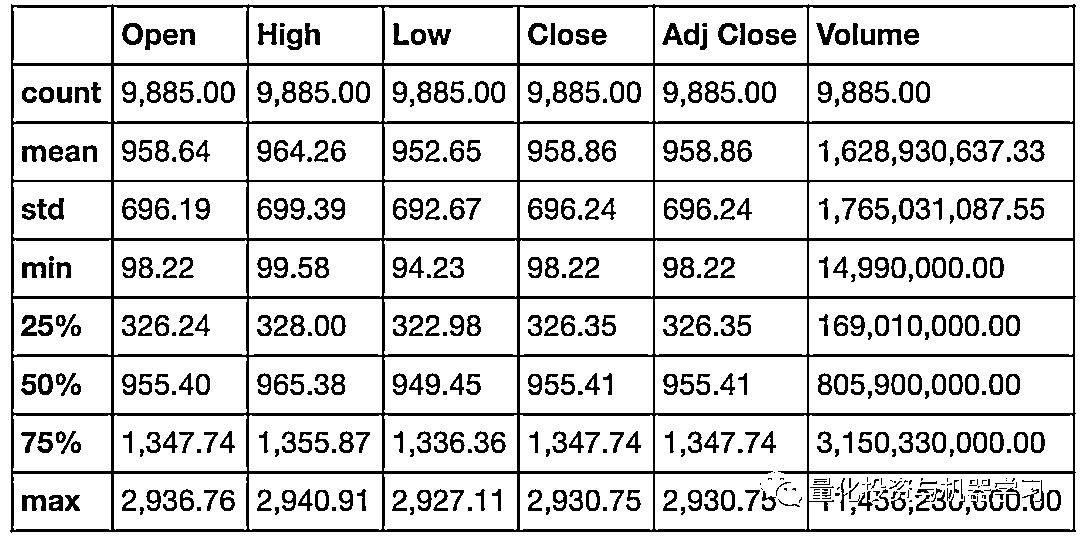 Open High Low Close Adj Close Volume
count 9,885.00 9,885.00 9,885.00 9,885.00 9,885.00 9,885.00
mean 958.64 964.26 952.65 958.86 958.86 1,628,930,637.33
std 696.19 699.39 692.67 696.24 696.24 1,765,031,087.55
min 98.22 99.58 94.23 98.22 98.22 14,990,000.00
25% 326.24 328.00 322.98 326.35 326.35 169,010,000.00
50% 955.40 965.38 949.45 955.41 955.41 805,900,000.00
75% 1,347.74 1,355.87 1,336.36 1,347.74 1,347.74 3,150,330,000.00
max 2,936.76 2,940.91 2,927.11 2,930.75 2,930.75
量化投资与机器学习